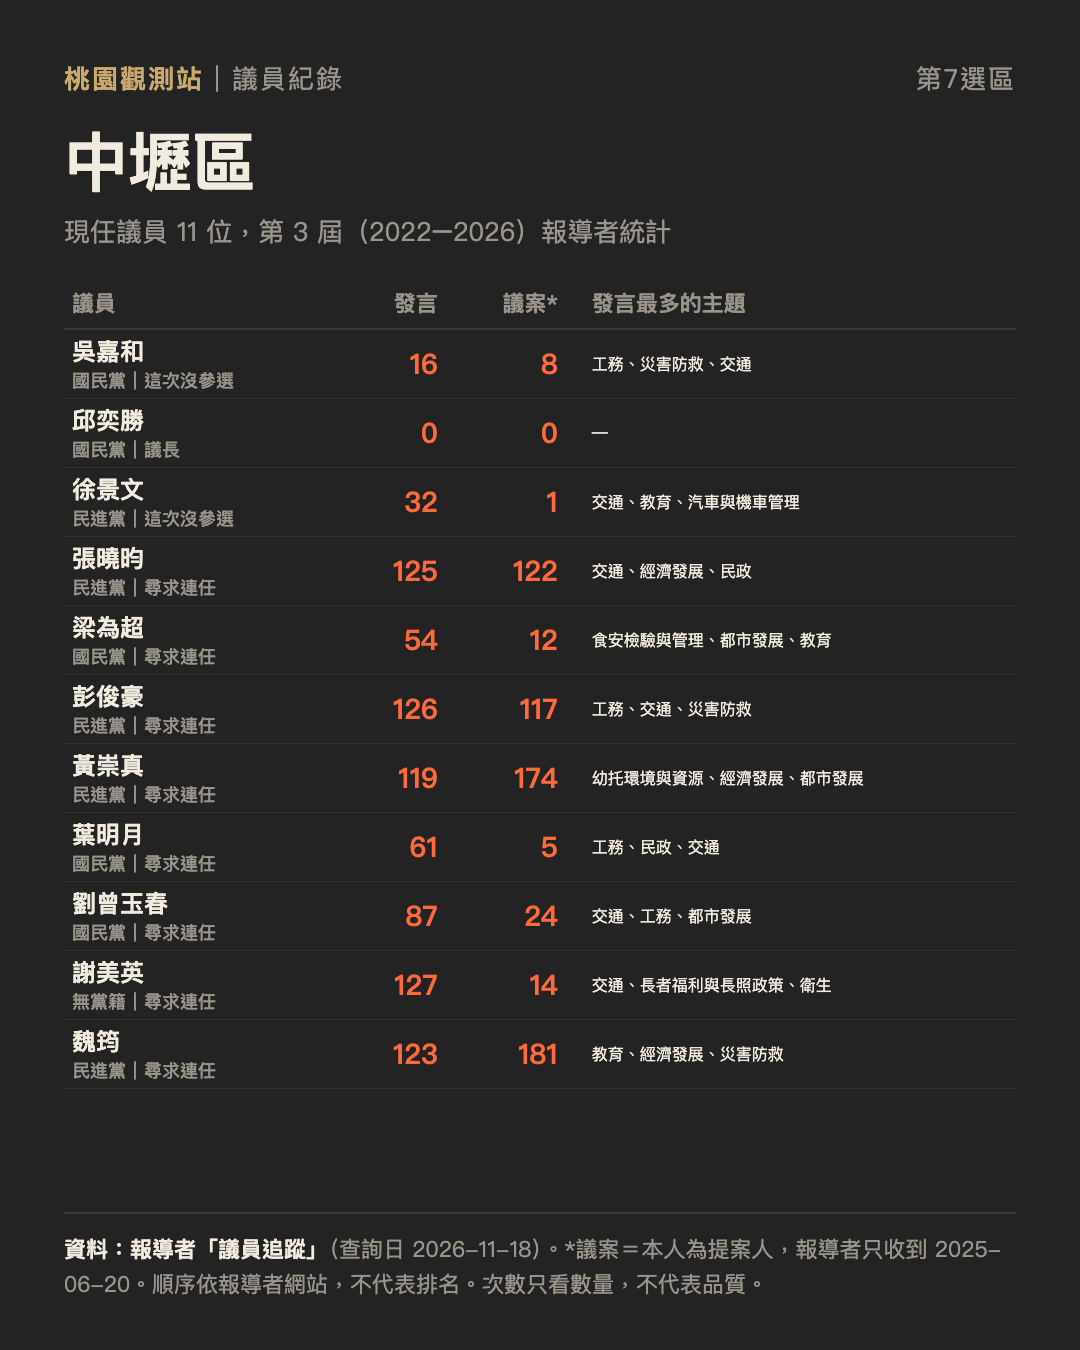 桃園觀測站｜議員紀錄
第7選區
中壢區
現任議員 11 位，第 3 屆（2022—2026）報導者統計
議員 發言 議案* 發言最多的主題
吳嘉和 16 8 工務、災害防救、交通
國民黨｜這次沒參選
邱奕勝 0 0 —
國民黨｜議長
徐景文 32 1 交通、教育、汽車與機車管理
民進黨｜這次沒參選
張曉昀 125 122 交通、經濟發展、民政
民進黨｜尋求連任
梁為超 54 12 食安檢驗與管理、都市發展、教育
國民黨｜尋求連任
彭俊豪 126 117 工務、交通、災害防救
民進黨｜尋求連任
黃崇真 119 174 幼托環境與資源、經濟發展、都市發展
民進黨｜尋求連任
葉明月 61 5 工務、民政、交通
國民黨｜尋求連任
劉曾玉春 87 24 交通、工務、都市發展
國民黨｜尋求連任
謝美英 127 14 交通、長者福利與長照政策、衛生
無黨籍｜尋求連任
魏筠 123 181 教育、經濟發展、災害防救
民進黨｜尋求連任
資料：報導者「議員追蹤」（查詢日 2026–11–18）。*議案＝本人為提案人，報導者只收到 2025–
06–20。順序依報導者網站，不代表排名。次數只看數量，不代表品質。